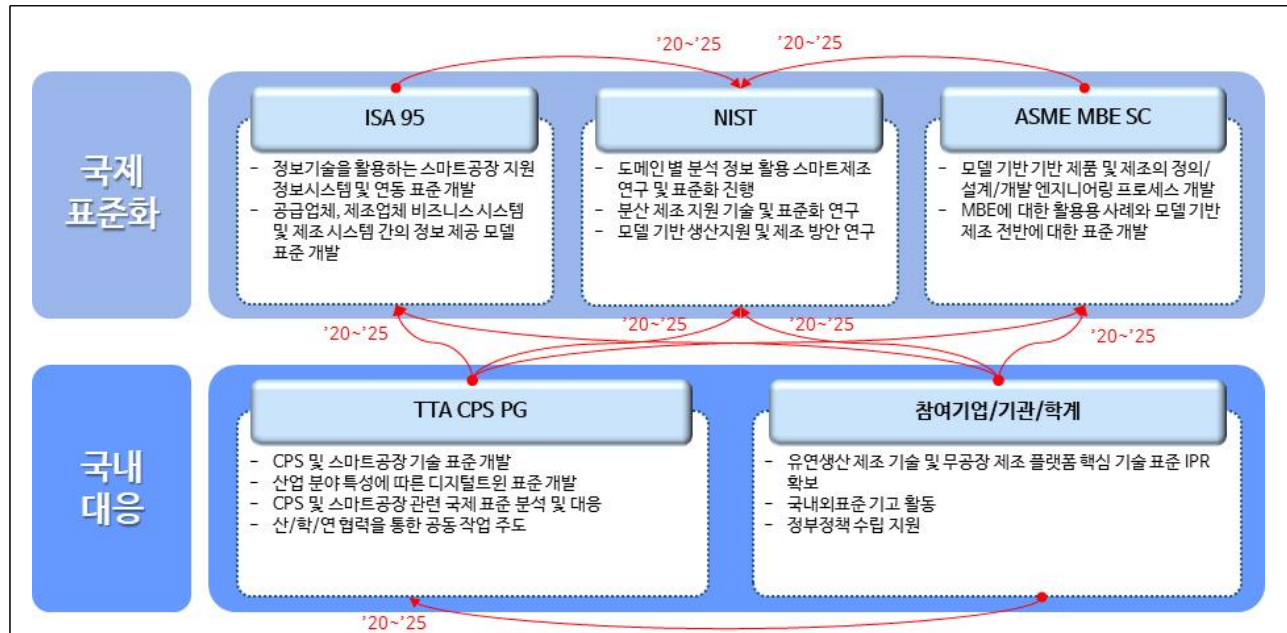 '20~'25
'20~'25
국제
표준화
ISA 95
- 정보기술을 활용하는 스마트공장 지원
정보시스템 및 연동 표준 개발
- 공급업체, 제조업체 비즈니스 시스템
및 제조 시스템 간의 정보 제공 모델
표준 개발
NIST
- 도메인 별 분석 정보 활용 스마트제조
연구 및 표준화 진행
- 분산 제조 지원 기술 및 표준화 연구
- 모델 기반 생산지원 및 제조 방안 연구
ASME MBE SC
- 모델 기반 기반 제품 및 제조의 정의/
설계/개발 엔지니어링 프로세스 개발
- MBE에 대한 활용용 사례와 모델 기반
제조 전반에 대한 표준 개발
'20~'25
'20~'25
'20~'25
'20~'25
국내
대응
TTA CPS PG
- CPS 및 스마트공장 기술 표준 개발
- 산업 분야 특성에 따른 디지털트윈 표준 개발
- CPS 및 스마트공장 관련 국제 표준 분석 및 대응
- 산/학/연 협력을 통한 공동 작업 주도
참여기업/기관/학계
- 유연생산 제조 기술 및 무공장 제조 플랫폼 핵심 기술 표준 IPR
확보
- 국내외표준 기고 활동
- 정부정책 수립 지원
'20~'25